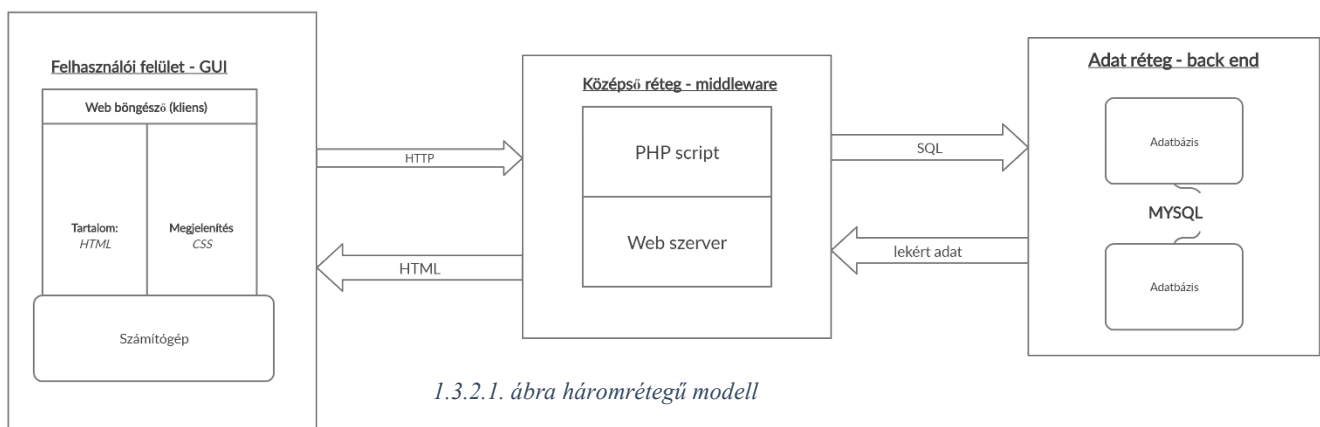 Felhasználói felület - GUI
Web böngésző (kliens)
Tartalom:
HTML
Megjelenítés
CSS
Számítógép
HTTP
HTML
Középső réteg - middleware
PHP script
Web szerver
SQL
lekért adat
Adat réteg - back end
Adatbázis
MYSQL
Adatbázis
1.3.2.1. ábra háromrétegű modell